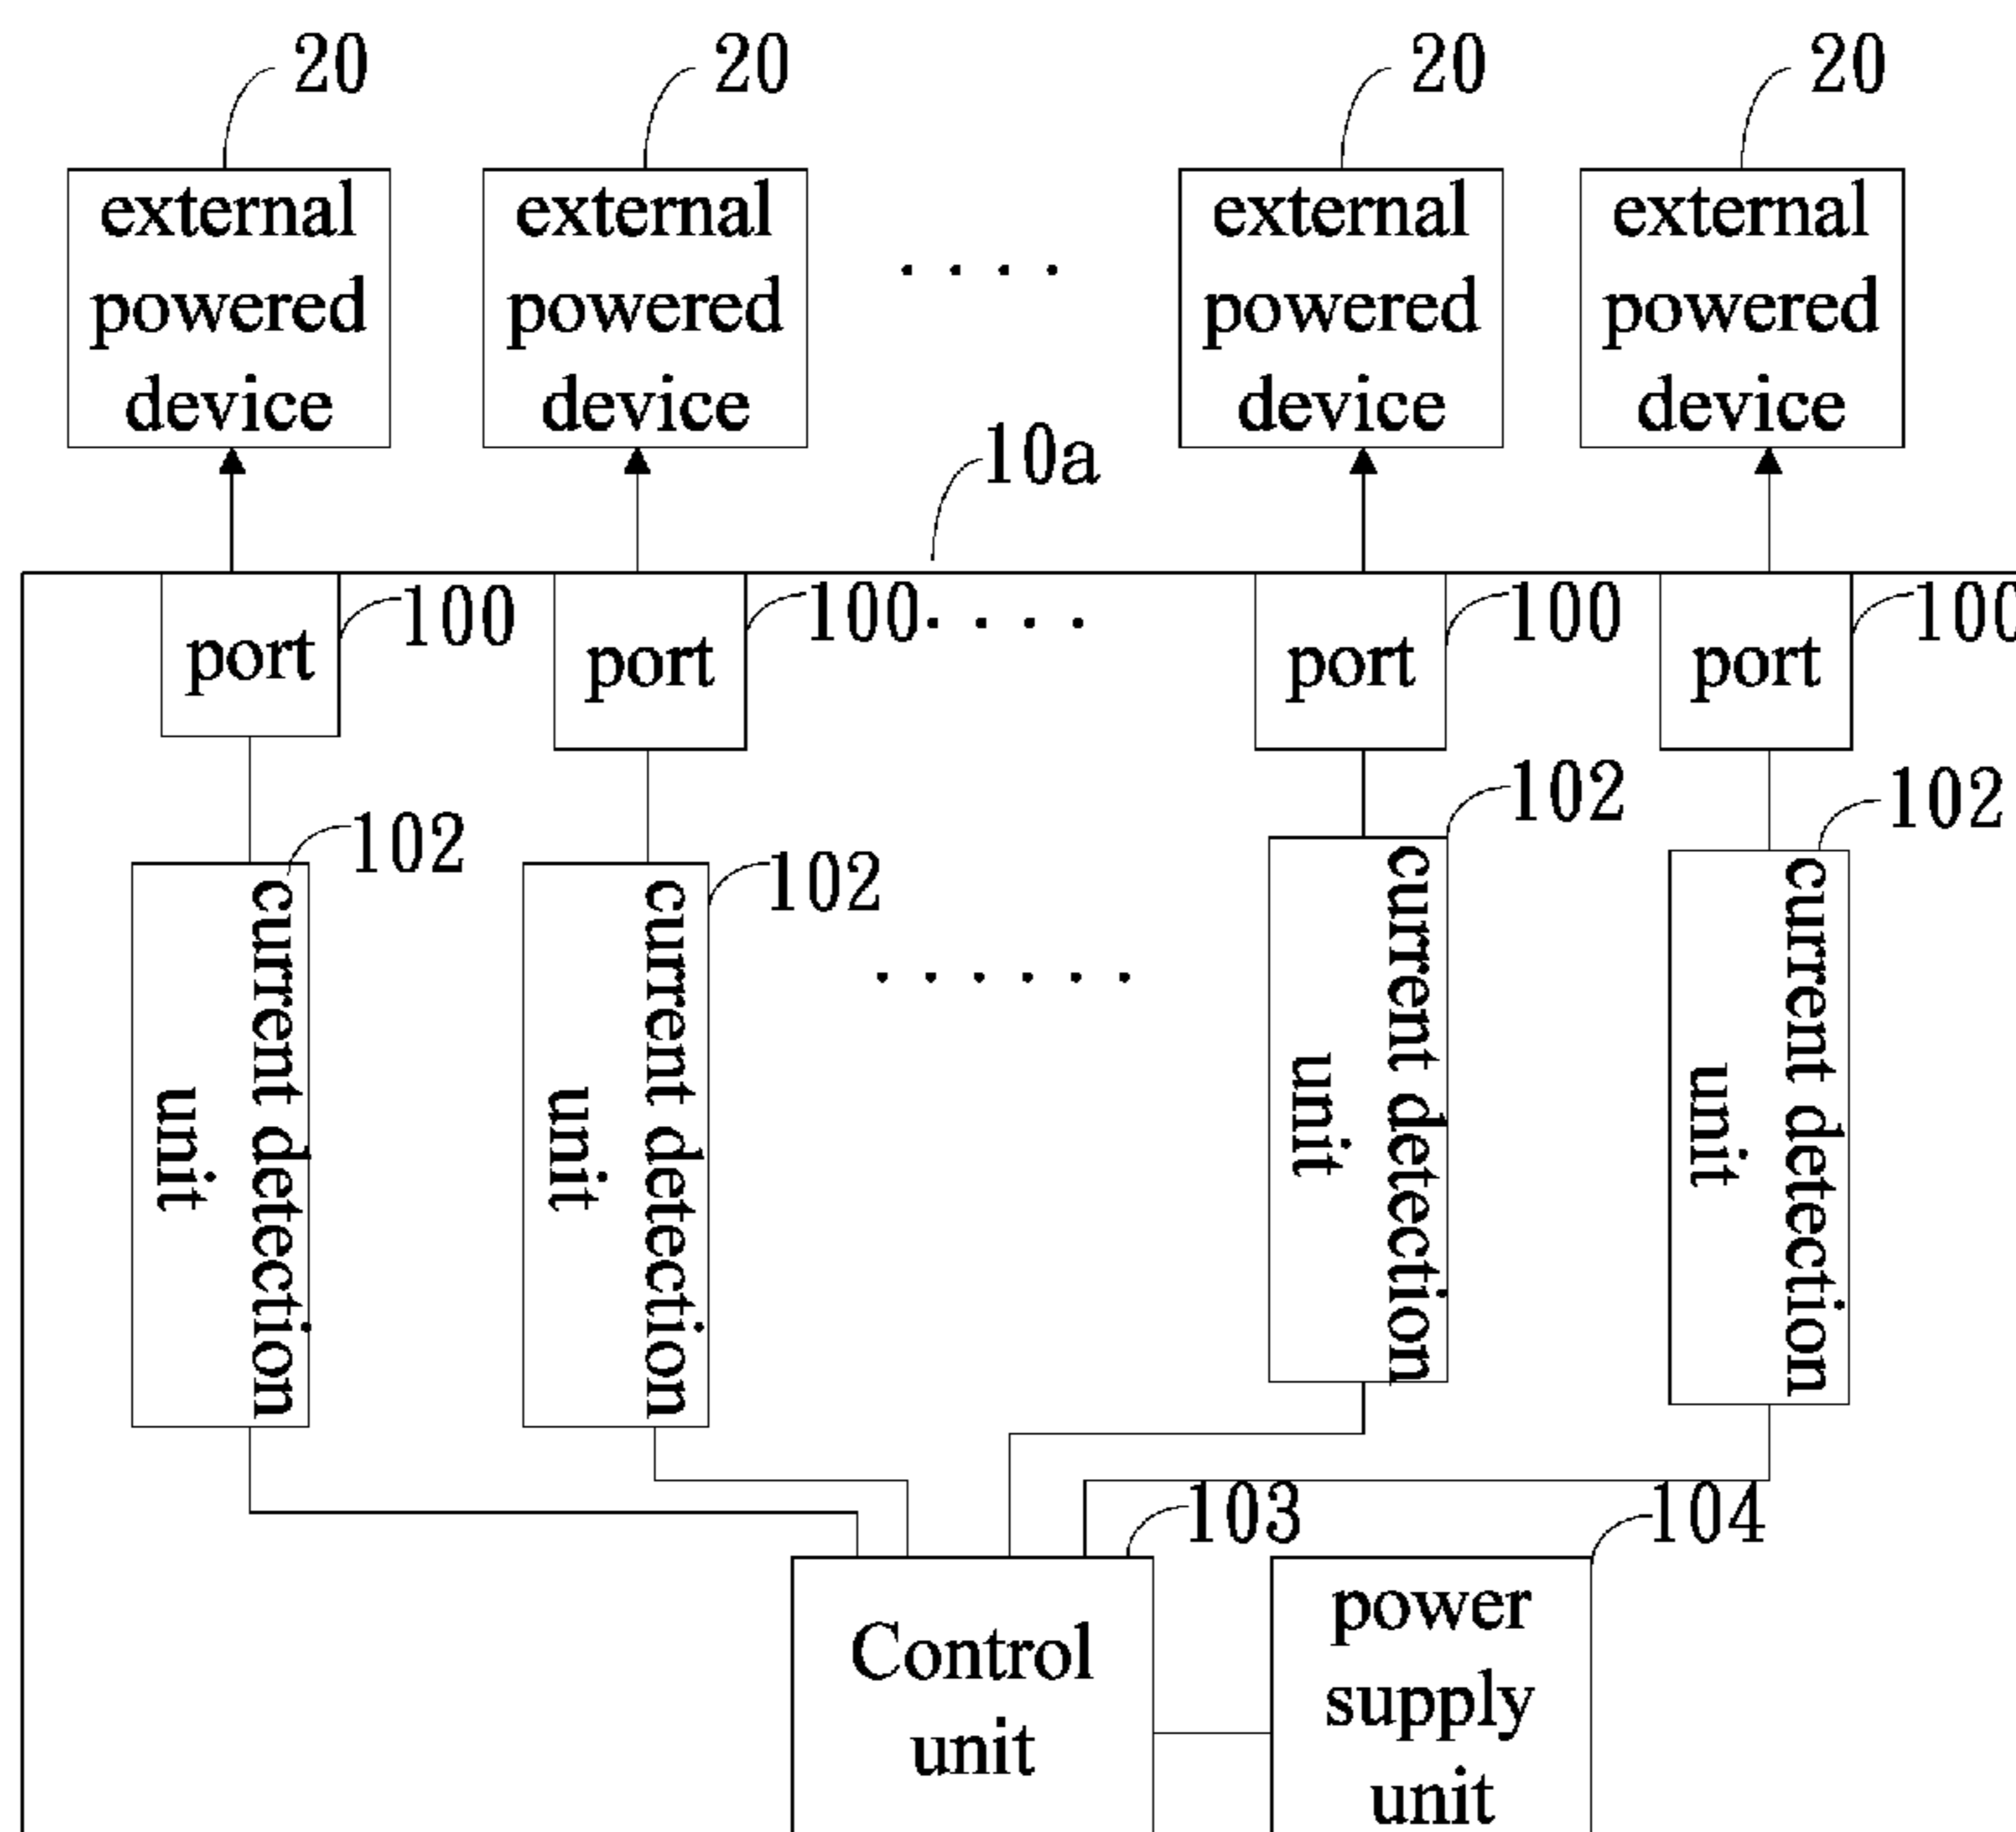 20
20
20
20
external
powered
device
external
powered
device
. . . .
external
powered
device
external
powered
device
10a
port
100
port
100
. . . .
port
100
port
100
102
102
102
102
current detection
unit
current detection
unit
. . . . . .
current detection
unit
current detection
unit
103
104
Control
unit
power
supply
unit